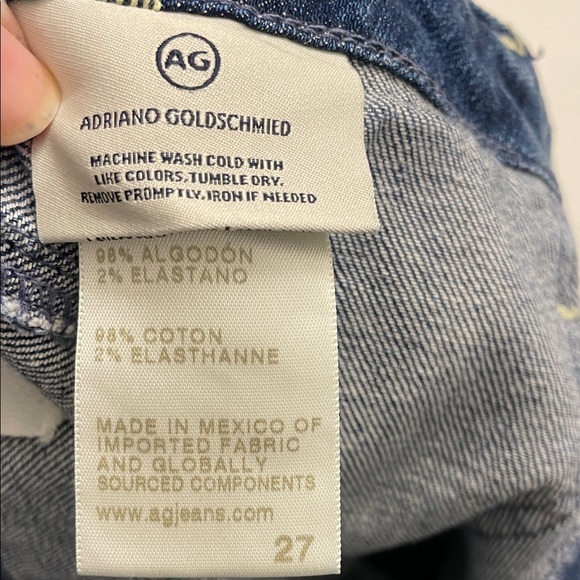 AG
ADRIANO GOLDSCHMIED
MACHINE WASH COLD WITH
LIKE COLORS, TUMBLE DRY.
REMOVE PROMPTLY, IRON IF NEEDED
98% ALGODÓN
2% ELASTANO
98% COTON
2% ELASTHANNE
MADE IN MEXICO OF
IMPORTED FABRIC
AND GLOBALLY
SOURCED COMPONENTS
www.agjeans.com
27